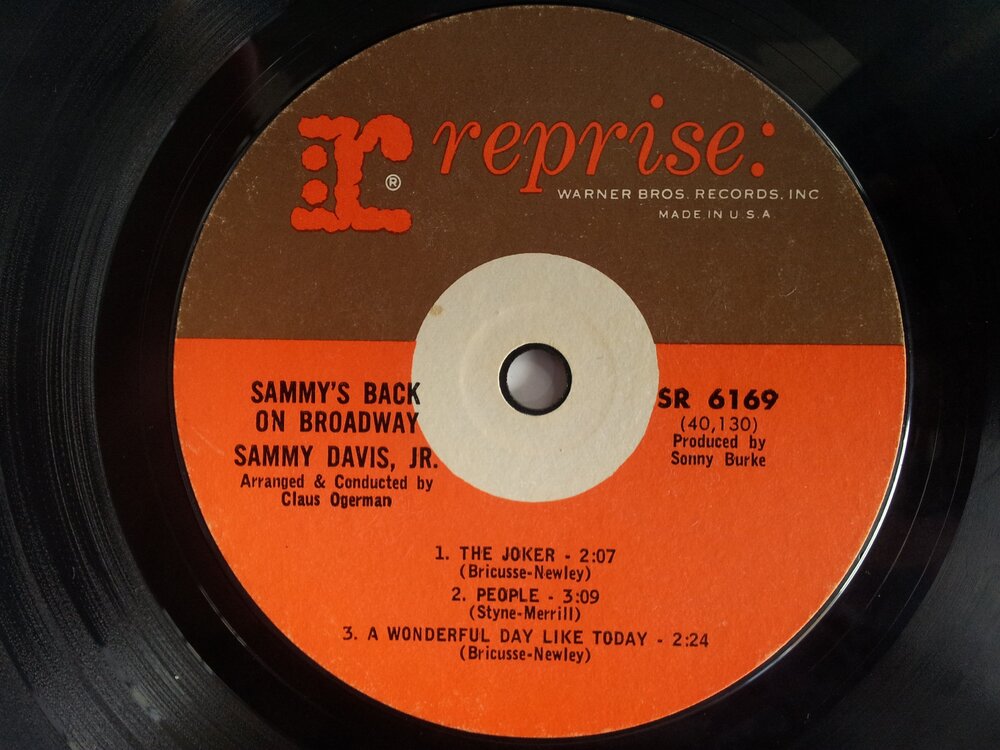 r®
reprise:
WARNER BROS. RECORDS, INC
MADE IN U.S.A
SAMMY'S BACK
ON BROADWAY
SAMMY DAVIS, JR.
Arranged & Conducted by
Claus Ogerman
SR 6169
(40,130)
Produced by
Sonny Burke
1. THE JOKER - 2:07
(Bricusse-Newley)
2. PEOPLE - 3:09
(Styne-Merrill)
3. A WONDERFUL DAY LIKE TODAY - 2:24
(Bricusse-Newley)